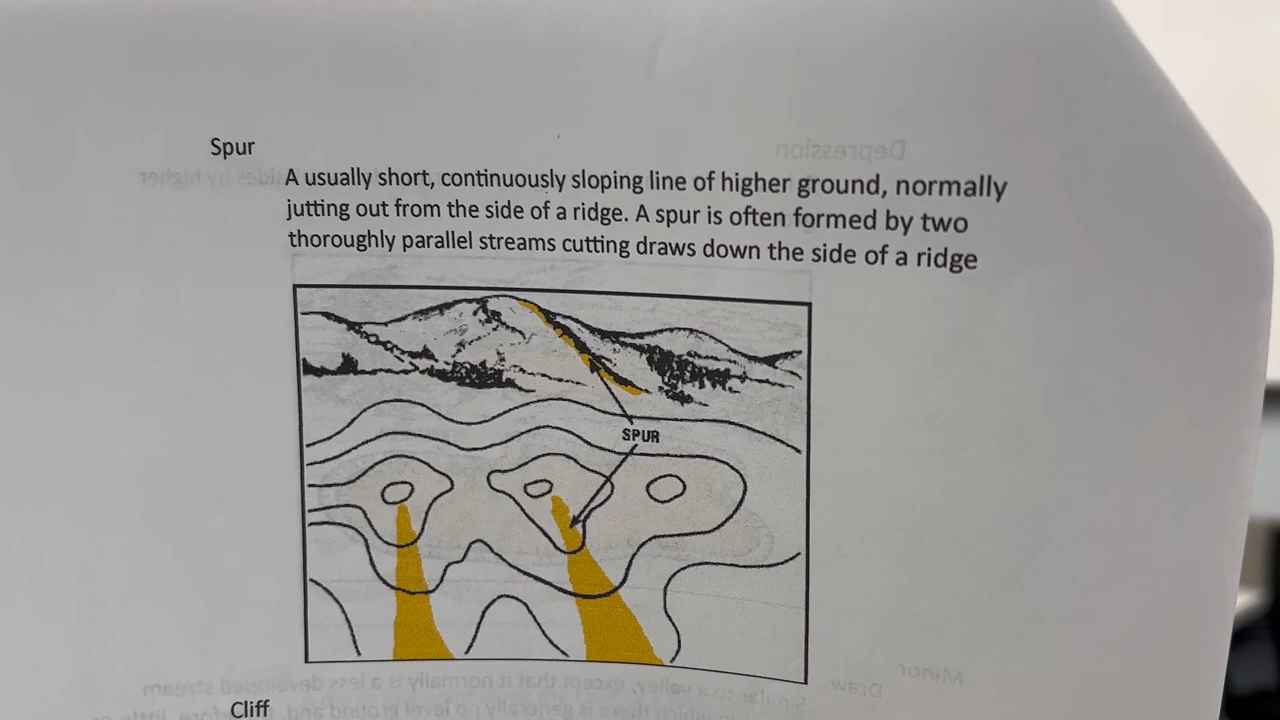 Spur
A usually short, continuously sloping line of higher ground, normally
jutting out from the side of a ridge. A spur is often formed by two
thoroughly parallel streams cutting draws down the side of a ridge
SPUR
Cliff